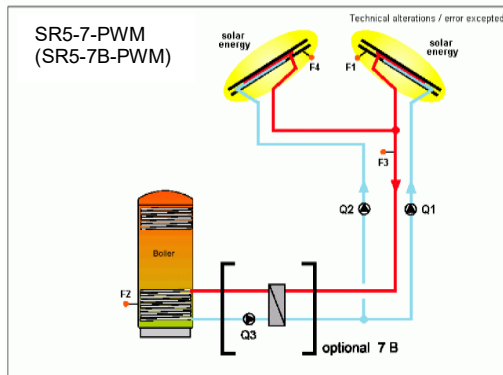 SR5-7-PWM
(SR5-7B-PWM)
Technical alterations / error excepted
solar
energy
solar
energy
F4
F1
F3
Q2
Q1
Boiler
F2
Q3
optional 7 B